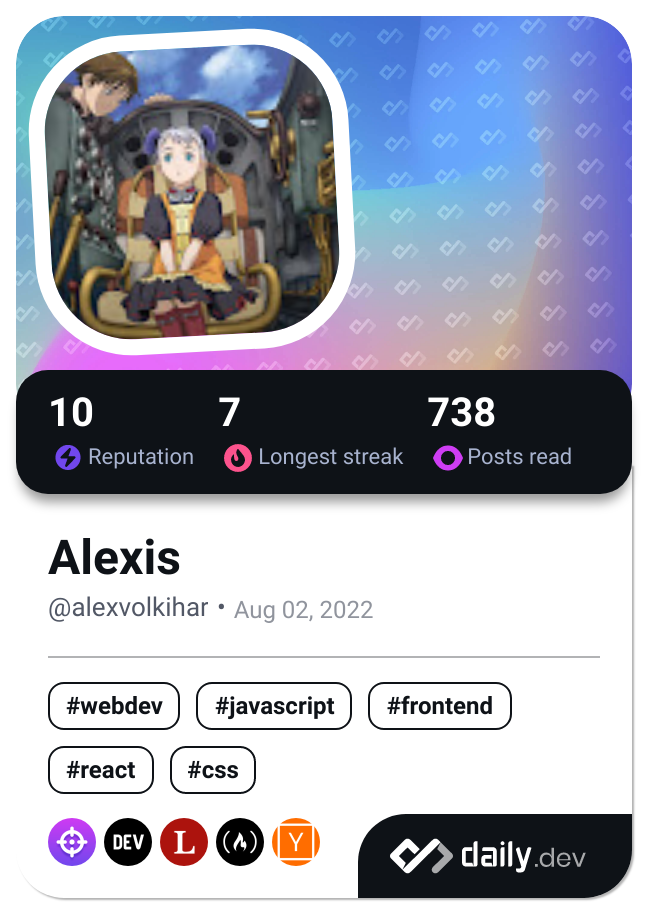 10 7 738
Reputation Longest streak Posts read
Alexis
@alexvolkihar • Aug 02, 2022
#webdev #javascript #frontend
#react #css
DEV L Y daily.dev